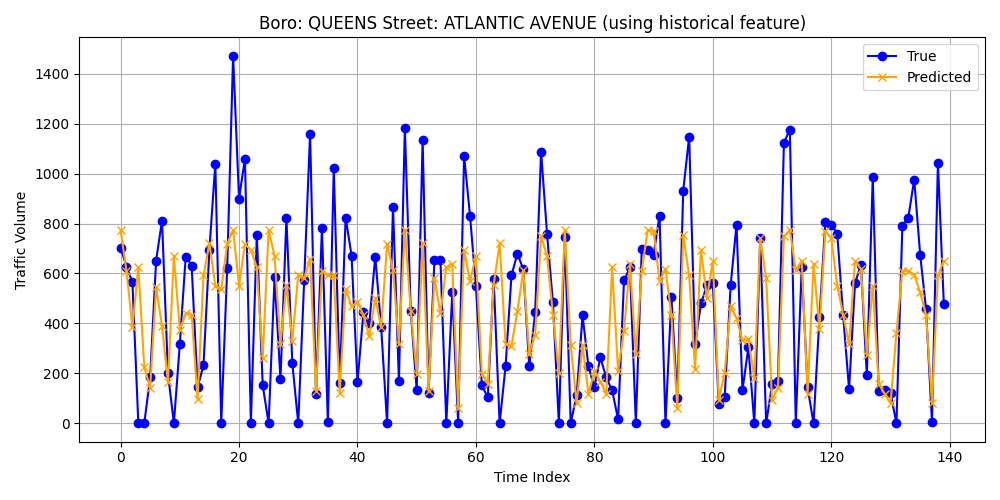 Boro: QUEENS Street: ATLANTIC AVENUE (using historical feature)
True
Predicted
Traffic Volume
1400
1200
1000
800
600
400
200
0
0 20 40 60 80 100 120 140
Time Index